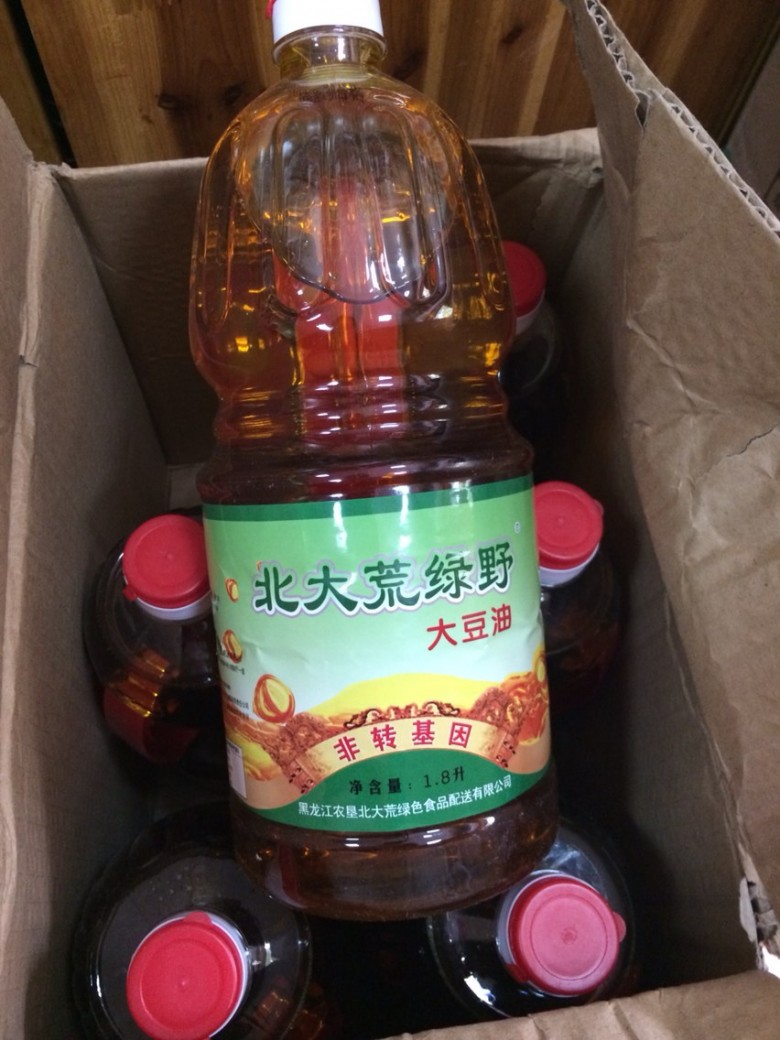 北大荒绿野
®
大豆油
非转基因
净含量：1.8升
黑龙江农垦北大荒绿色食品配送有限公司